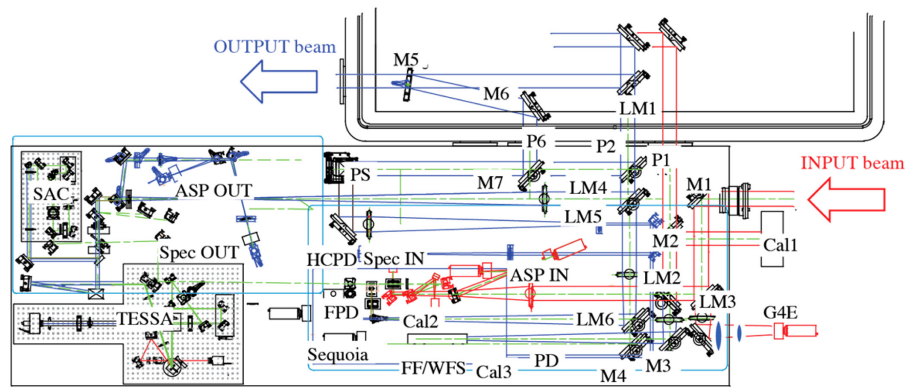 OUTPUT beam
M5
M6
LM1
P6
P2
P1
INPUT beam
PS
M7
LM4
M1
SAC
ASP OUT
LM5
M2
Cal1
Spec OUT
HCPD
Spec IN
ASP IN
LM2
LM3
TESSA
FPD
Cal2
LM6
G4E
Sequoia
FF/WFS
Cal3
PD
M4
M3